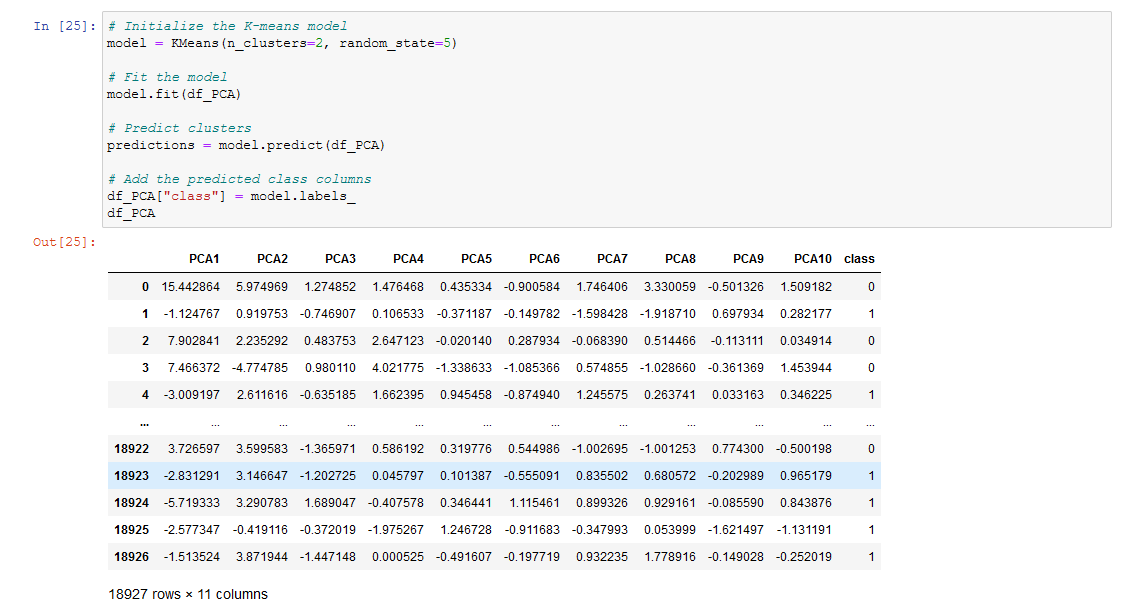 In [25]: # Initialize the K-means model
model = KMeans(n_clusters=2, random_state=5)
# Fit the model
model.fit(df_PCA)
# Predict clusters
predictions = model.predict(df_PCA)
# Add the predicted class columns
df_PCA["class"] = model.labels_
df_PCA
Out[25]:
PCA1 PCA2 PCA3 PCA4 PCA5 PCA6 PCA7 PCA8 PCA9 PCA10 class
0 15.442864 5.974969 1.274852 1.476468 0.435334 -0.900584 1.746406 3.330059 -0.501326 1.509182 0
1 -1.124767 0.919753 -0.746907 0.106533 -0.371187 -0.149782 -1.598428 -1.918710 0.697934 0.282177 1
2 7.902841 2.235292 0.483753 2.647123 -0.020140 0.287934 -0.068390 0.514466 -0.113111 0.034914 0
3 7.466372 -4.774785 0.980110 4.021775 -1.338633 -1.085366 0.574855 -1.028660 -0.361369 1.453944 0
4 -3.009197 2.611616 -0.635185 1.662395 0.945458 -0.874940 1.245575 0.263741 0.033163 0.346225 1
... ... ... ... ... ... ... ... ... ... ... ...
18922 3.726597 3.599583 -1.365971 0.586192 0.319776 0.544986 -1.002695 -1.001253 0.774300 -0.500198 0
18923 -2.831291 3.146647 -1.202725 0.045797 0.101387 -0.555091 0.835502 0.680572 -0.202989 0.965179 1
18924 -5.719333 3.290783 1.689047 -0.407578 0.346441 1.115461 0.899326 0.929161 -0.085590 0.843876 1
18925 -2.577347 -0.419116 -0.372019 -1.975267 1.246728 -0.911683 -0.347993 0.053999 -1.621497 -1.131191 1
18926 -1.513524 3.871944 -1.447148 0.000525 -0.491607 -0.197719 0.932235 1.778916 -0.149028 -0.252019 1
18927 rows × 11 columns